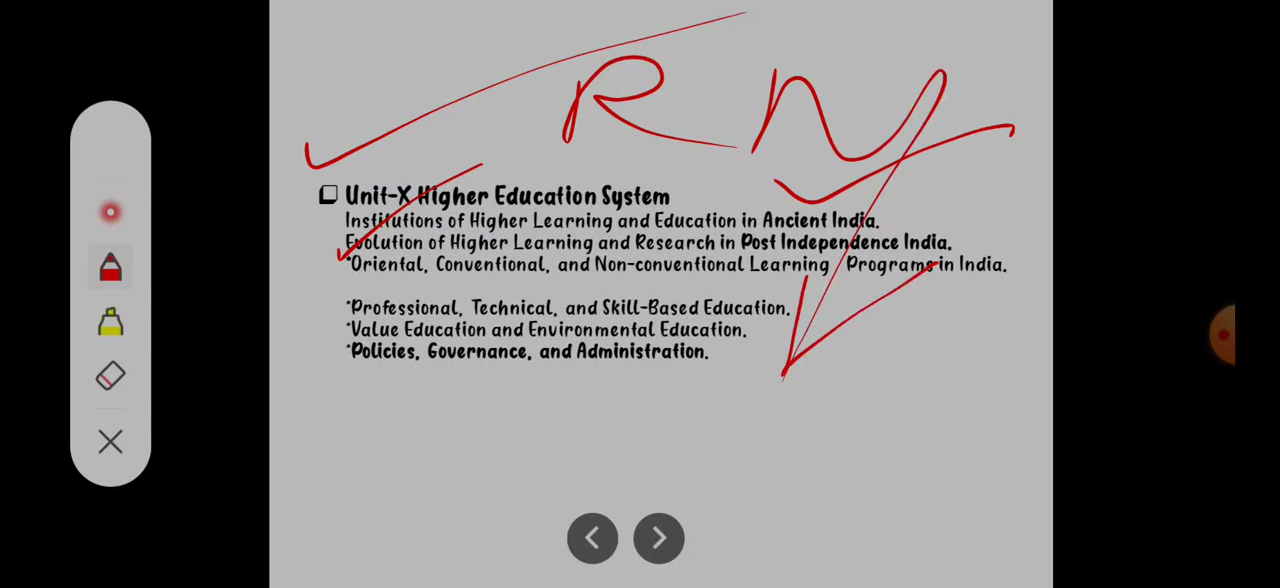 R N
Unit-X Higher Education System
Institutions of Higher Learning and Education in Ancient India.
Evolution of Higher Learning and Research in Post Independence India.
*Oriental, Conventional, and Non-conventional Learning Programs in India.
*Professional, Technical, and Skill-Based Education.
*Value Education and Environmental Education.
*Policies, Governance, and Administration.